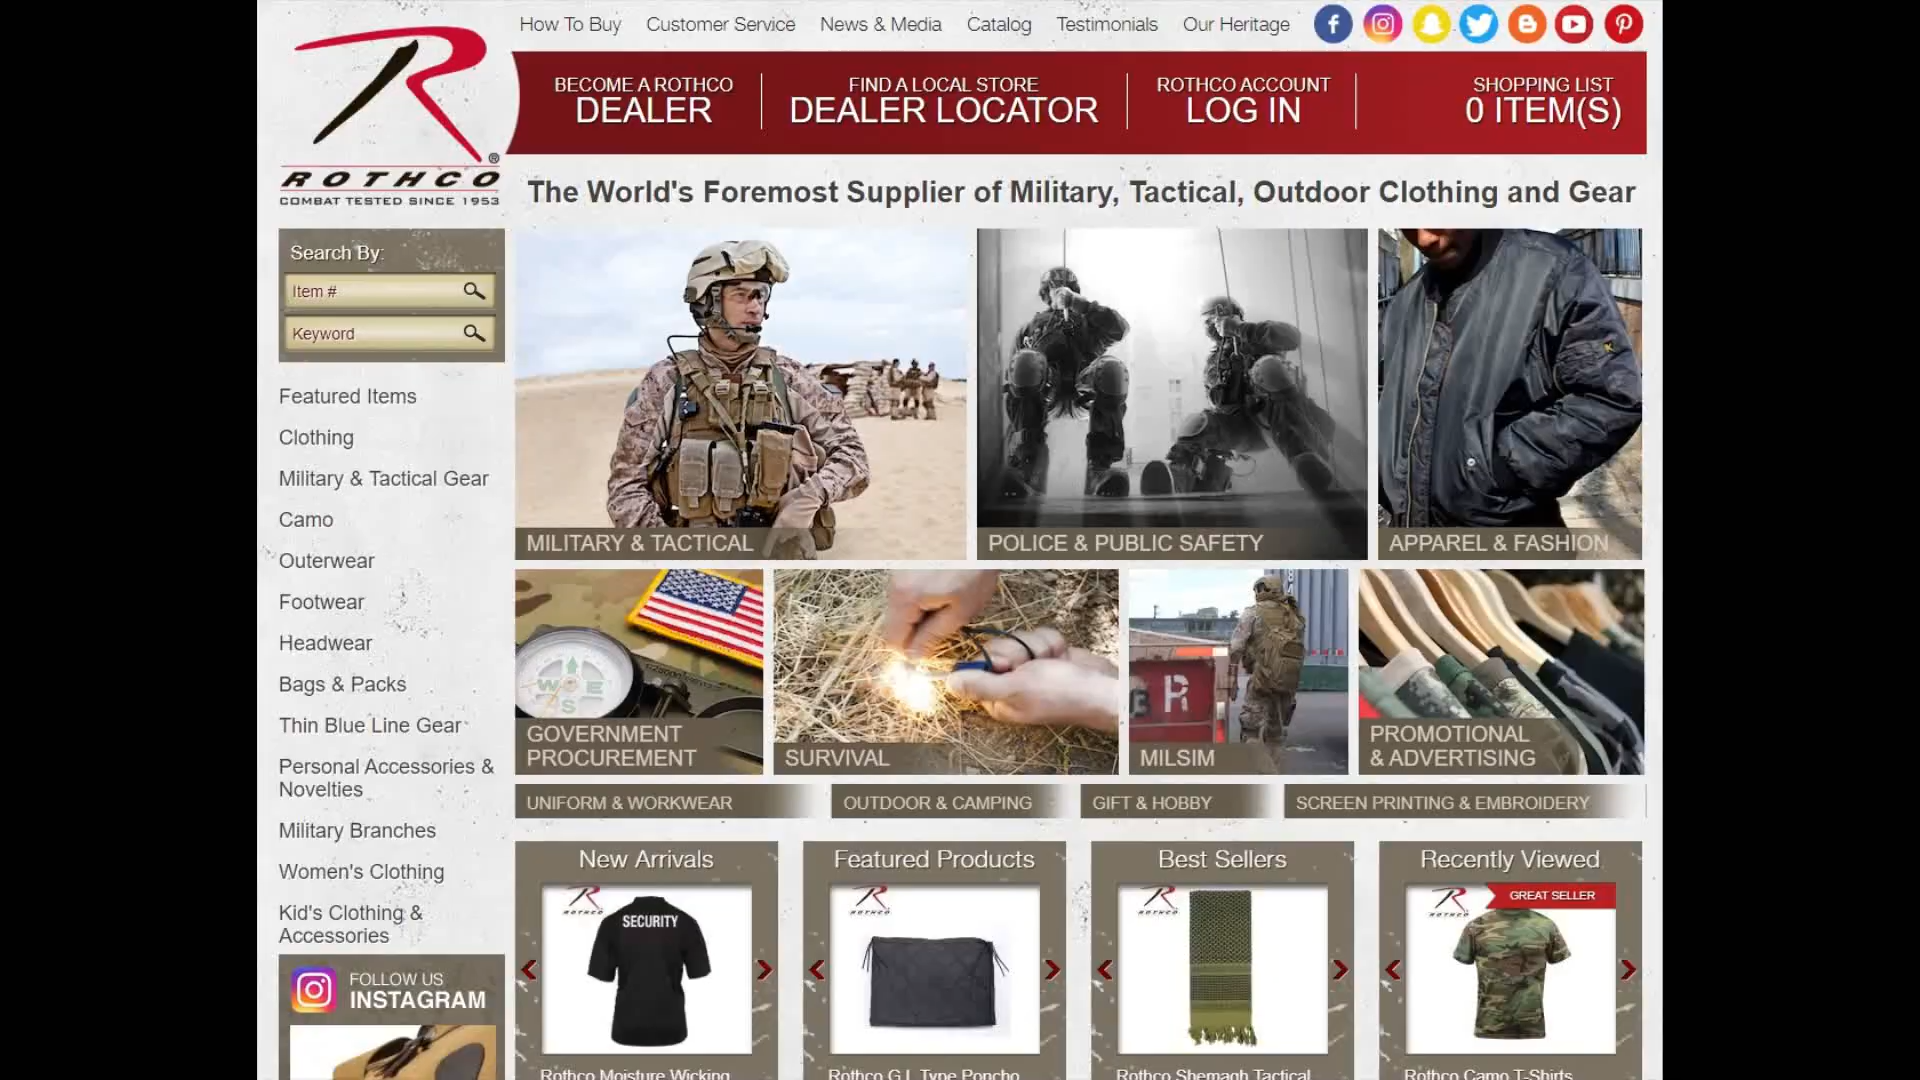 How To Buy
Customer Service
News & Media
Catalog
Testimonials
Our Heritage
BECOME A ROTHCO
DEALER
FIND A LOCAL STORE
DEALER LOCATOR
ROTHCO ACCOUNT
LOG IN
SHOPPING LIST
0 ITEM(S)
ROTHCO
COMBAT TESTED SINCE 1953
The World's Foremost Supplier of Military, Tactical, Outdoor Clothing and Gear
Search By:
Item #
Keyword
Featured Items
Clothing
Military & Tactical Gear
Camo
Outerwear
Footwear
Headwear
Bags & Packs
Thin Blue Line Gear
Personal Accessories &
Novelties
Military Branches
Women's Clothing
Kid's Clothing &
Accessories
FOLLOW US
INSTAGRAM
MILITARY & TACTICAL
POLICE & PUBLIC SAFETY
APPAREL & FASHION
GOVERNMENT
PROCUREMENT
SURVIVAL
MILSIM
PROMOTIONAL
& ADVERTISING
UNIFORM & WORKWEAR
OUTDOOR & CAMPING
GIFT & HOBBY
SCREEN PRINTING & EMBROIDERY
New Arrivals
ROTHCO
SECURITY
Rothco Moisture Wicking
Featured Products
ROTHCO
Rothco G.I. Type Poncho
Best Sellers
ROTHCO
Rothco Shemagh Tactical
Recently Viewed
ROTHCO
GREAT SELLER
Rothco Camo T-Shirts